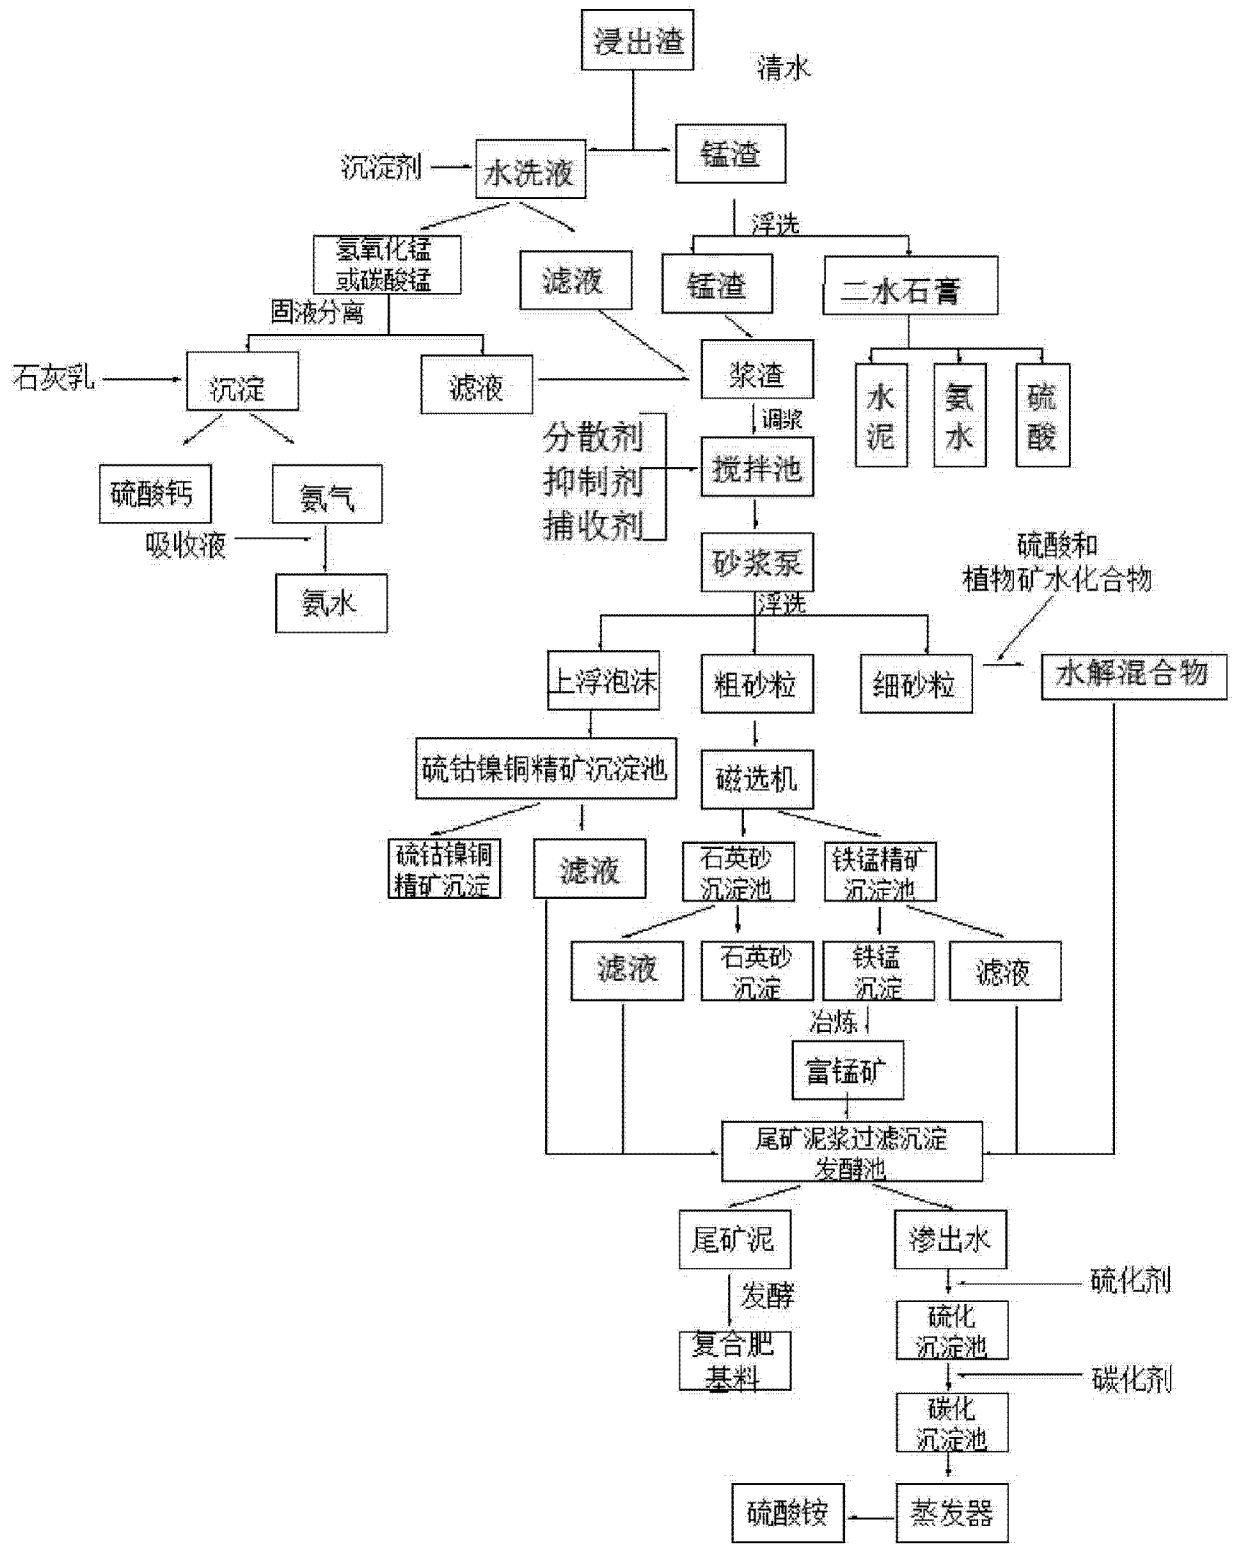 浸出渣
清水
沉淀剂
水洗液
锰渣
浮选
氢氧化锰
或碳酸锰
滤液
锰渣
二水石膏
固液分离
石灰乳
沉淀
滤液
浆渣
水
泥
氨
水
硫
酸
调浆
分散剂
抑制剂
捕收剂
搅拌池
硫酸钙
氨气
吸收液
氨水
砂浆泵
浮选
硫酸和
植物矿水化合物
上浮泡沫
粗砂粒
细砂粒
水解混合物
硫钴镍铜精矿沉淀池
磁选机
硫钴镍铜
精矿沉淀
滤液
石英砂
沉淀池
铁锰精矿
沉淀池
滤液
石英砂
沉淀
铁锰
沉淀
滤液
冶炼
富锰矿
尾矿泥浆过滤沉淀
发酵池
尾矿泥
渗出水
发酵
硫化剂
复合肥
基料
硫化
沉淀池
碳化剂
碳化
沉淀池
硫酸铵
蒸发器